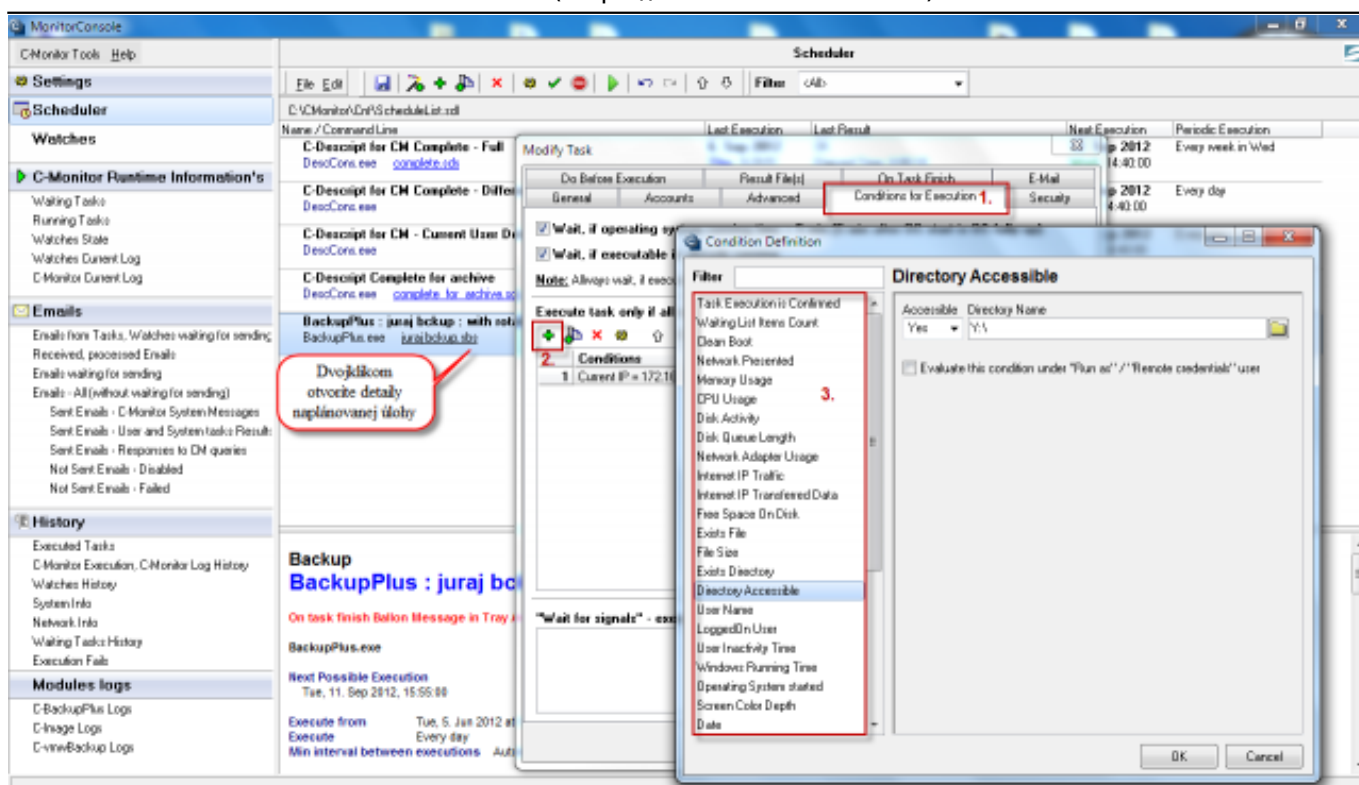 MonitorConsole
C-Monitor Tools Help
Scheduler
Settings
File Edit
Filter <All>
Scheduler
C:\CMonitor\Cnf\ScheduleList.sdl
Watches
Name / Command Line Last Execution Last Result Next Execution Periodic Execution
C-Descript for CM Complete - Full
DescCons.exe complete.sds
2012 Every week in Wed
14:40:00
C-Monitor Runtime Information's
Waiting Tasks
Running Tasks
Watches State
Watches Current Log
C-Monitor Current Log
C-Descript for CM Complete - Differ
DescCons.exe
2012 Every day
4:40:00
C-Descript for CM - Current User De
DescCons.exe
C-Descript Complete for archive
DescCons.exe complete_for_archive.sd
BackupPlus : juraj bckup : with rota
BackupPlus.exe juraj bckup.sbs
Dvojklikom
otvoríte detaily
naplánovanej úlohy
Emails
Emails from Tasks, Watches waiting for sending
Received, processed Emails
Emails waiting for sending
Emails - All (without waiting for sending)
Sent Emails - C-Monitor System Messages
Sent Emails - User and System tasks Result
Sent Emails - Responses to CM queries
Not Sent Emails - Disabled
Not Sent Emails - Failed
History
Executed Tasks
C-Monitor Execution, C-Monitor Log History
Watches History
System Info
Network Info
Waiting Tasks History
Execution Fails
Modules logs
C-BackupPlus Logs
C-Image Logs
C-vmwBackup Logs
Backup
BackupPlus : juraj bc
On task finish Ballon Message in Tray
BackupPlus.exe
Next Possible Execution
Tue, 11. Sep 2012, 15:55:00
Execute from Tue, 5. Jun 2012 at
Execute Every day
Min interval between executions Aut
Modify Task
Do Before Execution Result File(s) On Task Finish E-Mail
General Accounts Advanced Conditions for Execution 1. Security
Wait, if operating sys
Wait, if executable i
Note: Allways wait, if execu
Execute task only if all
2. Conditions
1 Current IP = 172.16
"Wait for signals" - exe
Condition Definition
Filter
Task Execution is Confirmed
Waiting List Items Count
Clean Boot
Network Presented
Memory Usage
CPU Usage
3.
Disk Activity
Disk Queue Length
Network Adapter Usage
Internet IP Traffic
Internet IP Transferred Data
Free Space On Disk
Exists File
File Size
Exists Directory
Directory Accessible
User Name
LoggedOn User
User Inactivity Time
Windows Running Time
Operating System started
Screen Color Depth
Date
Directory Accessible
Accessible Directory Name
Yes Y:\
Evaluate this condition under "Run as" / "Remote credentials" user
OK Cancel